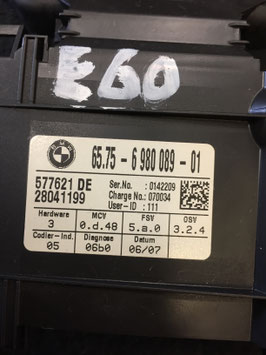 E60
BMW
65.75-6 980 089-01
577621 DE
28041199
Ser.No. : 0142209
Charge No.: 070034
User-ID : 111
Hardware MCV FSV OSV
3 0.d.48 5.a.0 3.2.4
Codier-ind. Diagnose Datum
05 06b0 06/07